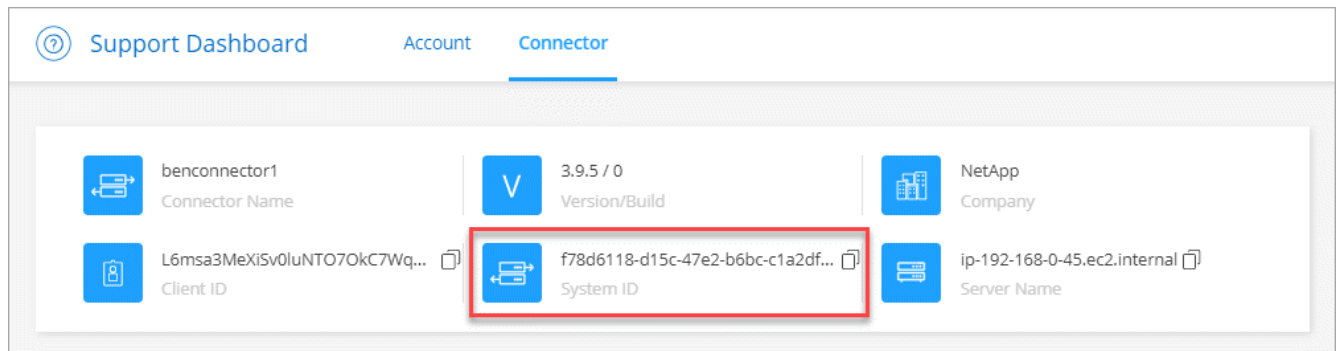 Support Dashboard Account Connector
benconnector1
Connector Name
V
3.9.5 / 0
Version/Build
NetApp
Company
L6msa3MeXiSv0luNTO7OkC7Wq...
Client ID
f78d6118-d15c-47e2-b6bc-c1a2df...
System ID
ip-192-168-0-45.ec2.internal
Server Name